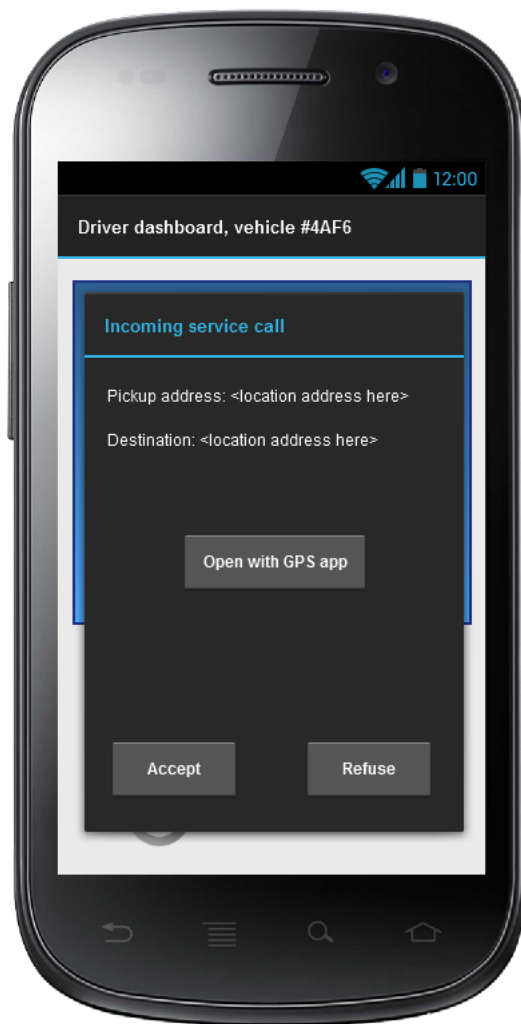 12:00
Driver dashboard, vehicle #4AF6
Incoming service call
Pickup address: <location address here>
Destination: <location address here>
Open with GPS app
Accept
Refuse